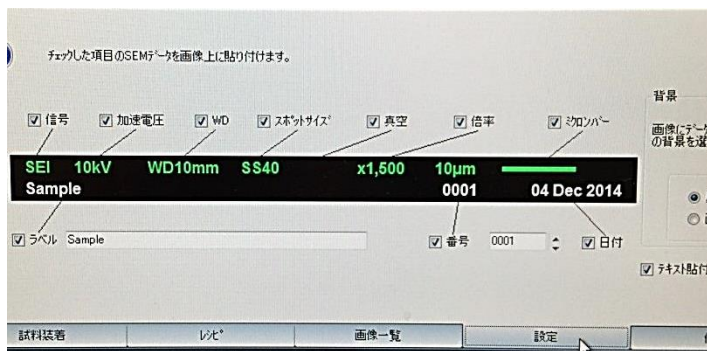 チェックした項目のSEMデータを画像上に貼り付けます。
背景
信号 加速電圧 WD スポットサイズ 真空 倍率 ミクロンバー
画像にデータ
の背景を選
SEI 10kV WD10mm SS40 x1,500 10μm
Sample 0001 04 Dec 2014
ラベル Sample 番号 0001 日付
テキスト貼付
試料装着 レシピ 画像一覧 設定